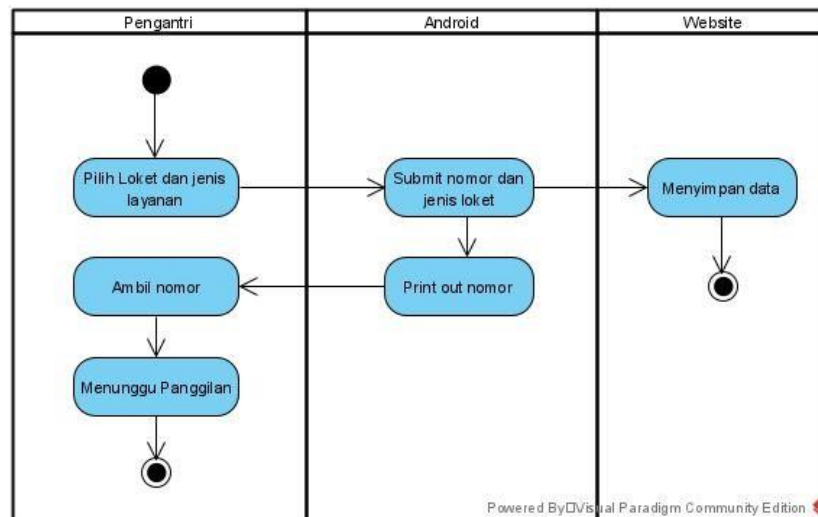 Pengantri
Android
Website
Pilih Loket dan jenis
layanan
Submit nomor dan
jenis loket
Menyimpan data
Ambil nomor
Print out nomor
Menunggu Panggilan
Powered By□Visual Paradigm Community Edition